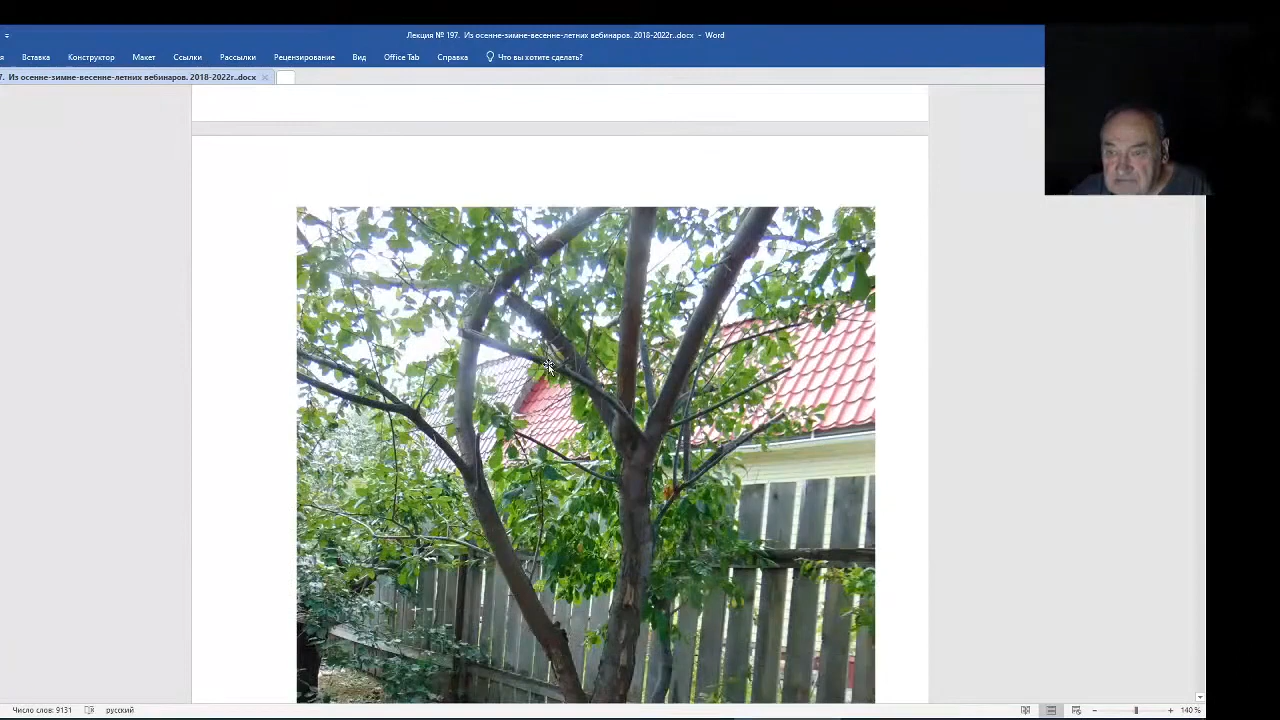 Лекция № 197. Из осенне-зимне-весенне-летних вебинаров. 2018-2022г..docx - Word
Вставка Конструктор Макет Ссылки Рассылки Рецензирование Вид Office Tab Справка Что вы хотите сделать?
7. Из осенне-зимне-весенне-летних вебинаров. 2018-2022г..docx
Число слов: 9131 русский 140 %